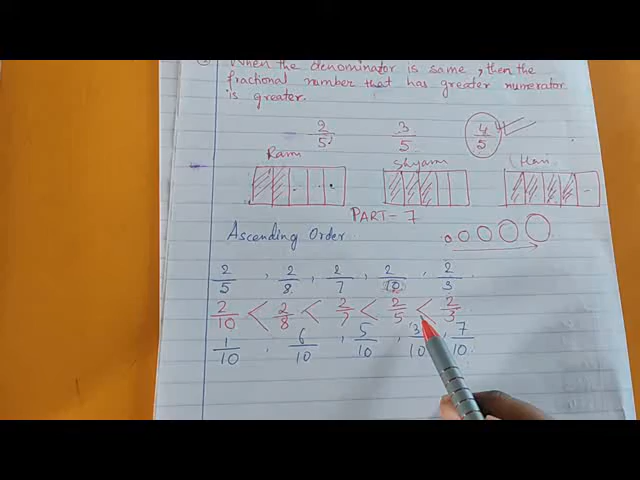 When the denominator is same, then the
fractional number that has greater numerator
is greater.
2/5 3/5 4/5
Ram Shyam Hari
PART-7
Ascending Order
2/5, 2/8, 2/7, 2/10, 2/3
2/10 < 2/8 < 2/7 < 2/5 < 2/3
1/10, 6/10, 5/10, 3/10, 7/10